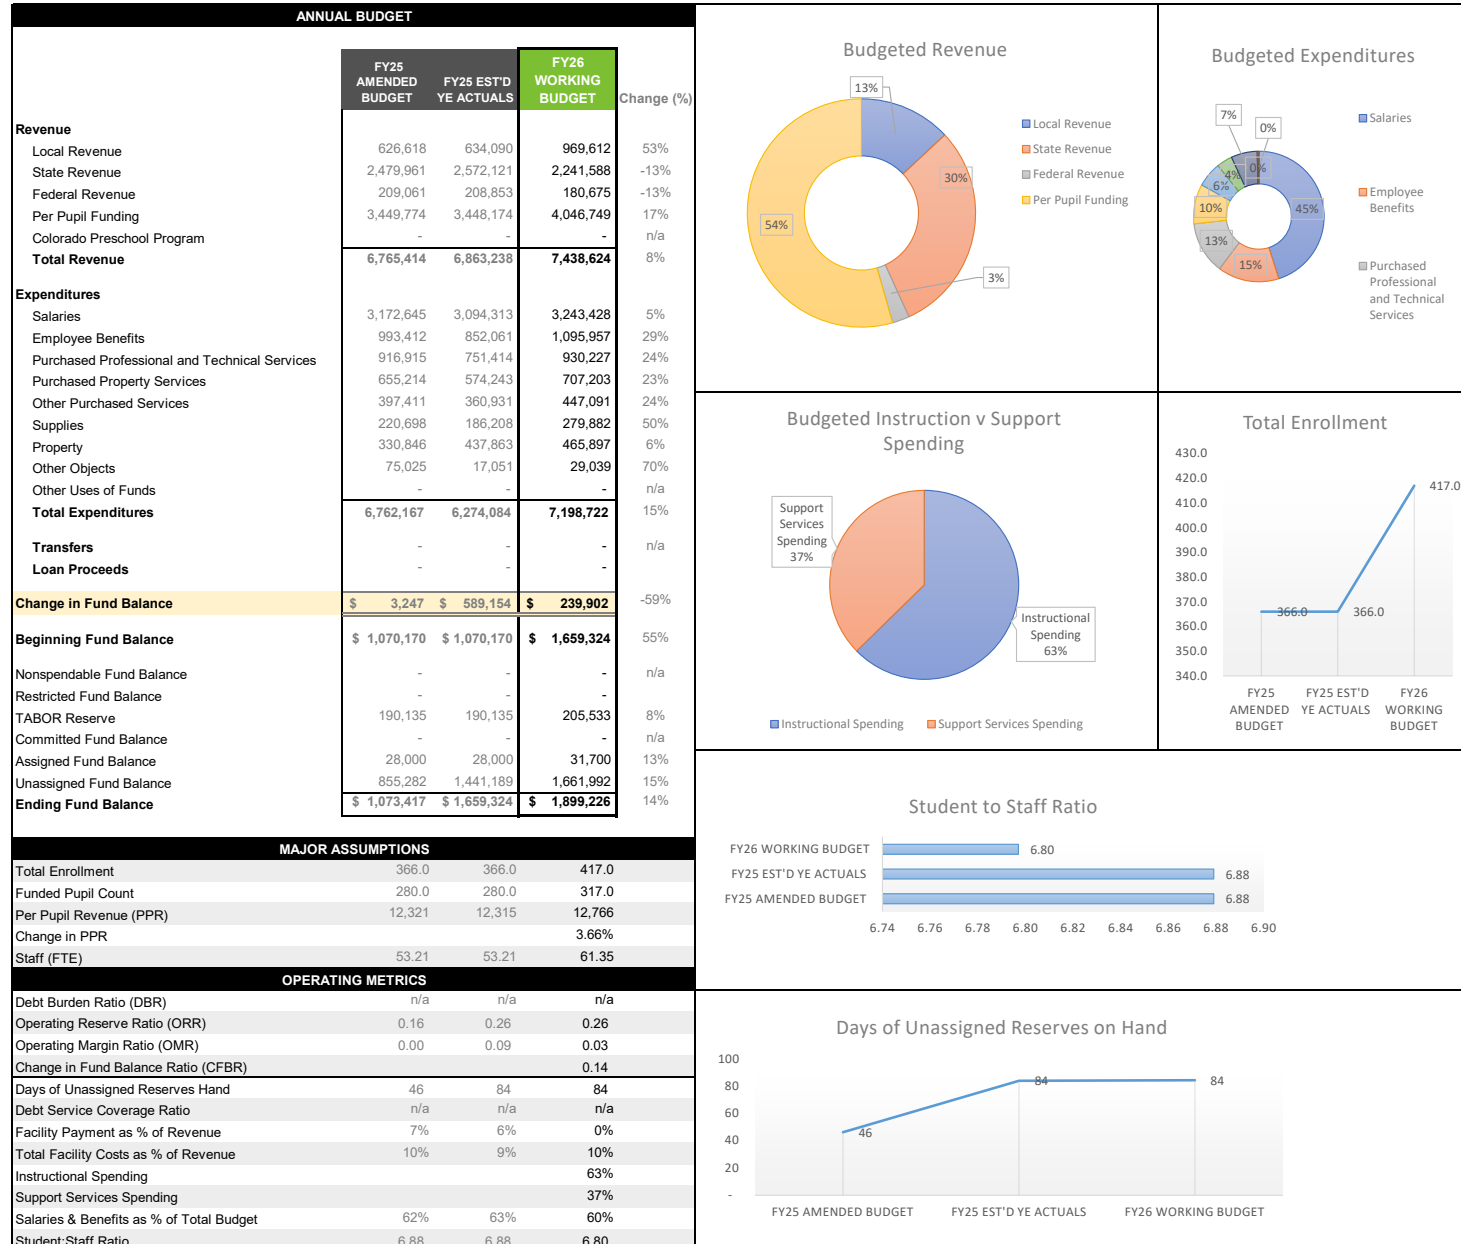 ANNUAL BUDGET
FY25 AMENDED BUDGET FY25 EST'D YE ACTUALS FY26 WORKING BUDGET Change (%)
Revenue
Local Revenue 626,618 634,090 969,612 53%
State Revenue 2,479,961 2,572,121 2,241,588 -13%
Federal Revenue 209,061 208,853 180,675 -13%
Per Pupil Funding 3,449,774 3,448,174 4,046,749 17%
Colorado Preschool Program - - - n/a
Total Revenue 6,765,414 6,863,238 7,438,624 8%
Expenditures
Salaries 3,172,645 3,094,313 3,243,428 5%
Employee Benefits 993,412 852,061 1,095,957 29%
Purchased Professional and Technical Services 916,915 751,414 930,227 24%
Purchased Property Services 655,214 574,243 707,203 23%
Other Purchased Services 397,411 360,931 447,091 24%
Supplies 220,698 186,208 279,882 50%
Property 330,846 437,863 465,897 6%
Other Objects 75,025 17,051 29,039 70%
Other Uses of Funds - - - n/a
Total Expenditures 6,762,167 6,274,084 7,198,722 15%
Transfers - - - n/a
Loan Proceeds - - -
Change in Fund Balance $ 3,247 $ 589,154 $ 239,902 -59%
Beginning Fund Balance $ 1,070,170 $ 1,070,170 $ 1,659,324 55%
Nonspendable Fund Balance - - - n/a
Restricted Fund Balance - - -
TABOR Reserve 190,135 190,135 205,533 8%
Committed Fund Balance - - - n/a
Assigned Fund Balance 28,000 28,000 31,700 13%
Unassigned Fund Balance 855,282 1,441,189 1,661,992 15%
Ending Fund Balance $ 1,073,417 $ 1,659,324 $ 1,899,226 14%
MAJOR ASSUMPTIONS
Total Enrollment 366.0 366.0 417.0
Funded Pupil Count 280.0 280.0 317.0
Per Pupil Revenue (PPR) 12,321 12,315 12,766
Change in PPR 3.66%
Staff (FTE) 53.21 53.21 61.35
OPERATING METRICS
Debt Burden Ratio (DBR) n/a n/a n/a
Operating Reserve Ratio (ORR) 0.16 0.26 0.26
Operating Margin Ratio (OMR) 0.00 0.09 0.03
Change in Fund Balance Ratio (CFBR) 0.14
Days of Unassigned Reserves Hand 46 84 84
Debt Service Coverage Ratio n/a n/a n/a
Facility Payment as % of Revenue 7% 6% 0%
Total Facility Costs as % of Revenue 10% 9% 10%
Instructional Spending 63%
Support Services Spending 37%
Salaries & Benefits as % of Total Budget 62% 63% 60%
Student:Staff Ratio 6.88 6.88 6.80
Budgeted Revenue
13%
30%
3%
54%
Local Revenue
State Revenue
Federal Revenue
Per Pupil Funding
Budgeted Expenditures
7%
0%
0%
4%
6%
10%
13%
15%
45%
Salaries
Employee
Benefits
Purchased
Professional
and Technical
Services
Budgeted Instruction v Support
Spending
Support
Services
Spending
37%
Instructional
Spending
63%
Instructional Spending Support Services Spending
Total Enrollment
430.0
420.0
410.0
400.0
390.0
380.0
370.0
360.0
350.0
340.0
366.0 366.0 417.0
FY25 AMENDED BUDGET FY25 EST'D YE ACTUALS FY26 WORKING BUDGET
Student to Staff Ratio
FY26 WORKING BUDGET 6.80
FY25 EST'D YE ACTUALS 6.88
FY25 AMENDED BUDGET 6.88
6.74 6.76 6.78 6.80 6.82 6.84 6.86 6.88 6.90
Days of Unassigned Reserves on Hand
100
80
60
40
20
-
46 84 84
FY25 AMENDED BUDGET FY25 EST'D YE ACTUALS FY26 WORKING BUDGET